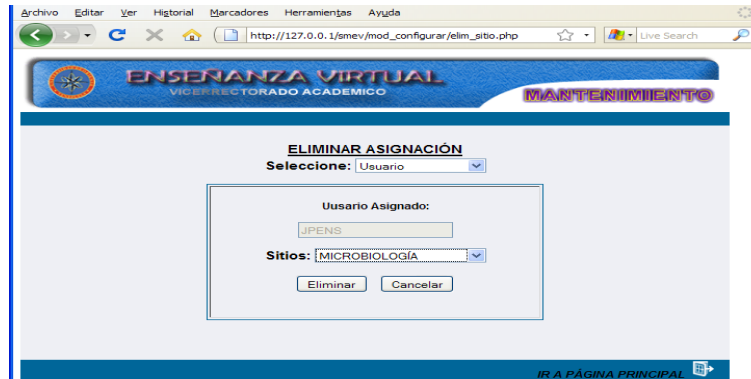 Archivo Editar Ver Historial Marcadores Herramientas Ayuda
http://127.0.0.1/smev/mod_configurar/elim_sitio.php Live Search
ENSEÑANZA VIRTUAL
VICERRECTORADO ACADEMICO
MANTENIMIENTO
ELIMINAR ASIGNACIÓN
Seleccione: Usuario
Uusario Asignado:
JPENS
Sitios: MICROBIOLOGÍA
Eliminar Cancelar
IR A PÁGINA PRINCIPAL